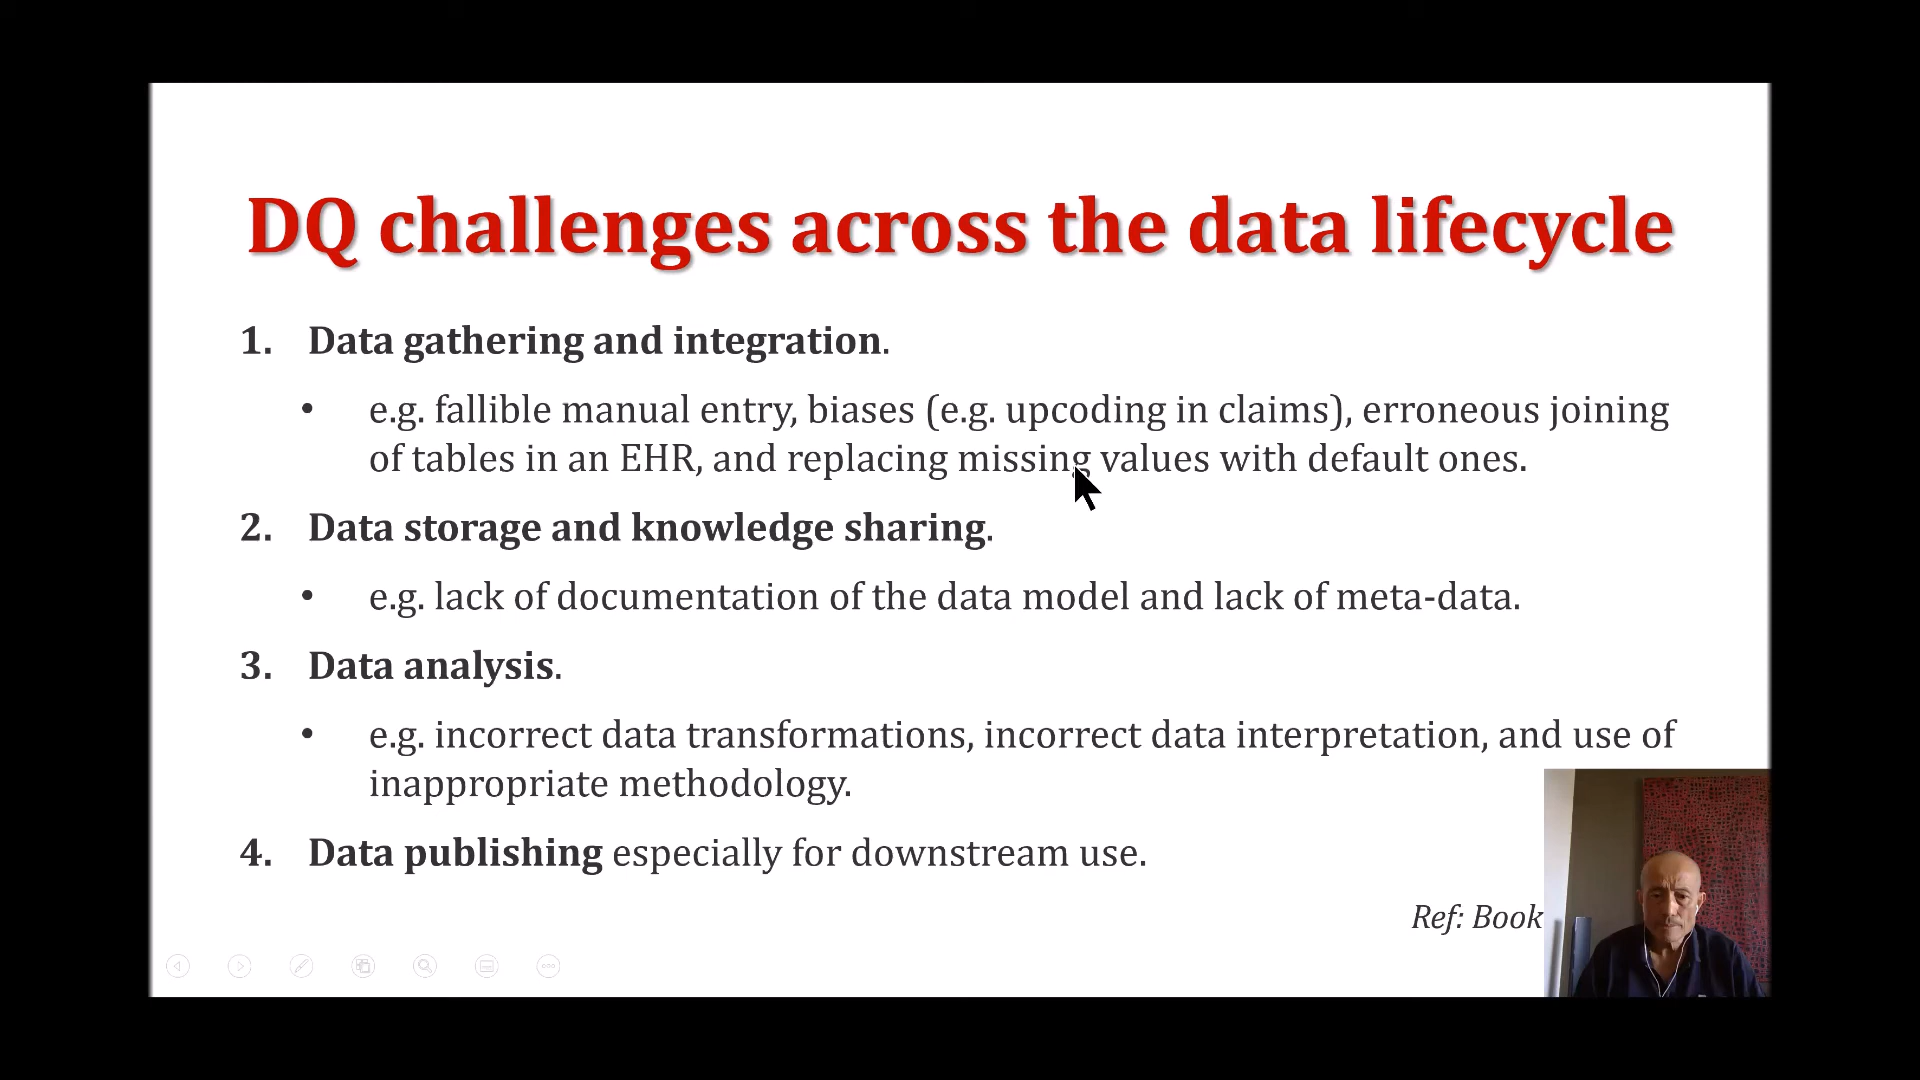 DQ challenges across the data lifecycle
1. Data gathering and integration.
• e.g. fallible manual entry, biases (e.g. upcoding in claims), erroneous joining
of tables in an EHR, and replacing missing values with default ones.
2. Data storage and knowledge sharing.
• e.g. lack of documentation of the data model and lack of meta-data.
3. Data analysis.
• e.g. incorrect data transformations, incorrect data interpretation, and use of
inappropriate methodology.
4. Data publishing especially for downstream use.
Ref: Book